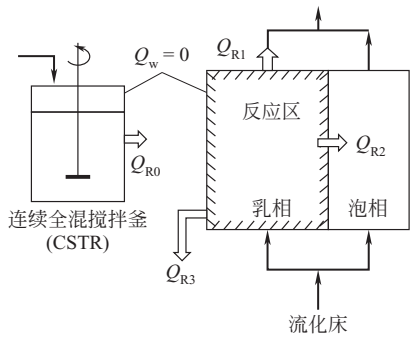 Q_w = 0
Q_R1
反应区
Q_R0
Q_R2
乳相
泡相
连续全混搅拌釜
(CSTR)
Q_R3
流化床